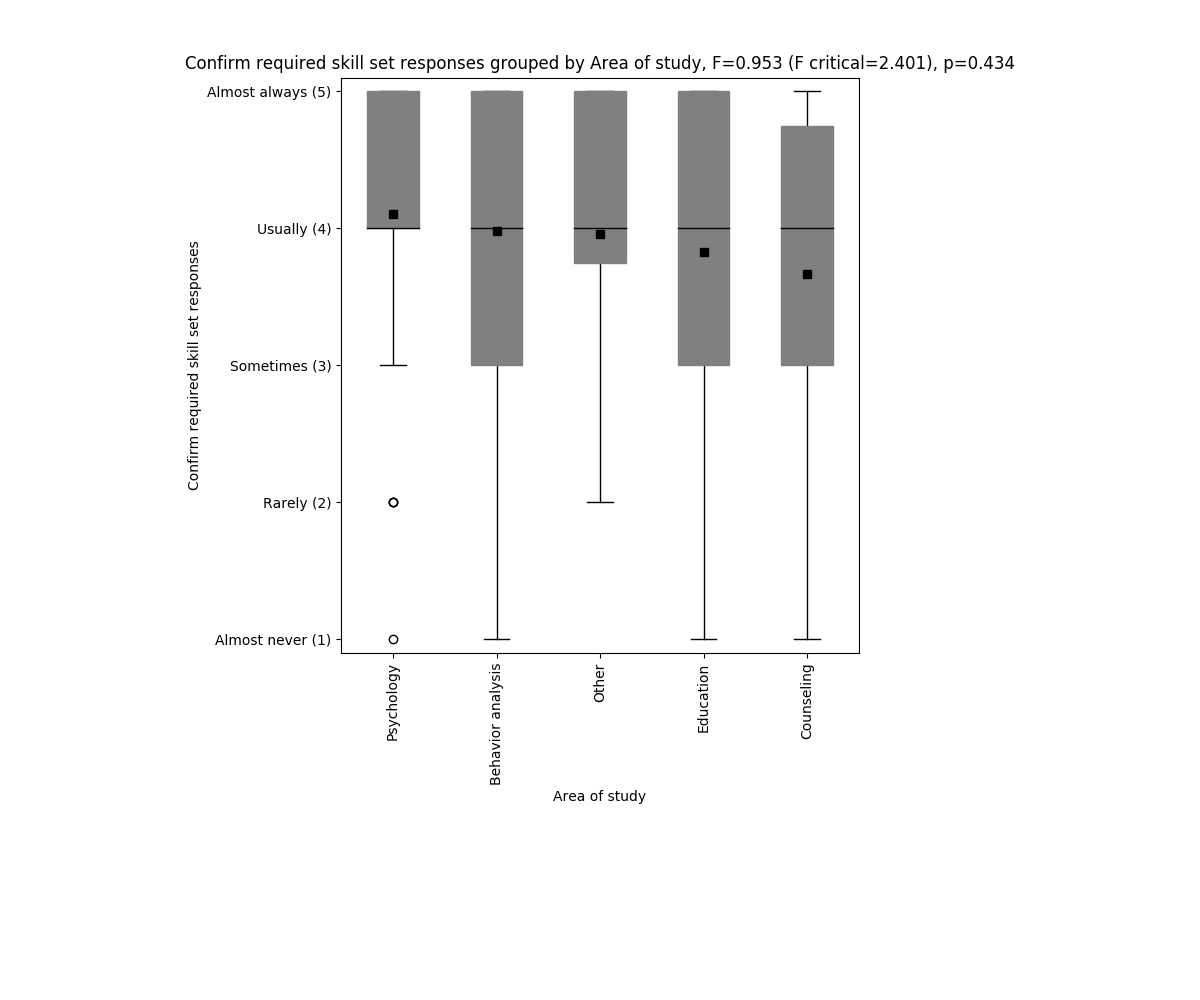 Confirm required skill set responses grouped by Area of study, F=0.953 (F critical=2.401), p=0.434
Almost always (5)
Usually (4)
Sometimes (3)
Rarely (2)
Almost never (1)
Confirm required skill set responses
Psychology
Behavior analysis
Other
Education
Counseling
Area of study